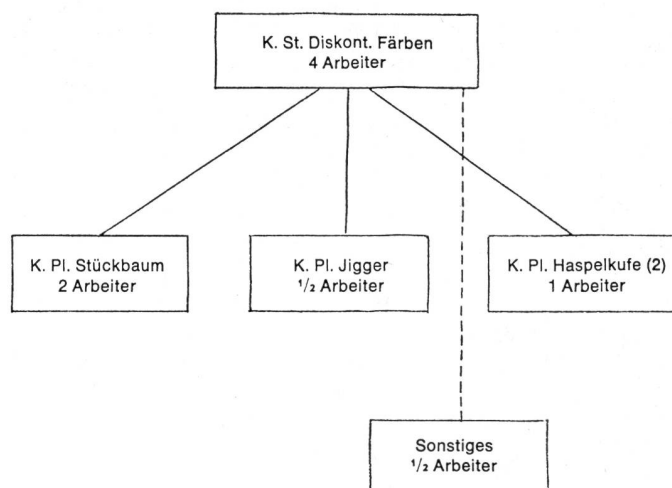 K. St. Diskont. Färben
4 Arbeiter
K. Pl. Stückbaum
2 Arbeiter
K. Pl. Jigger
1/2 Arbeiter
K. Pl. Haspelkufe (2)
1 Arbeiter
Sonstiges
1/2 Arbeiter